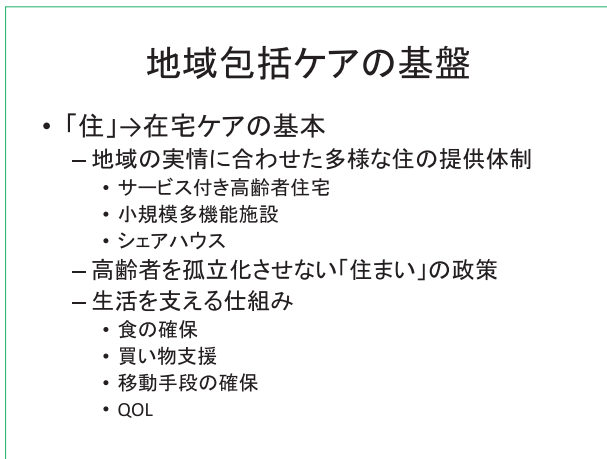 地域包括ケアの基盤
• 「住」→在宅ケアの基本
– 地域の実情に合わせた多様な住の提供体制
• サービス付き高齢者住宅
• 小規模多機能施設
• シェアハウス
– 高齢者を孤立化させない「住まい」の政策
– 生活を支える仕組み
• 食の確保
• 買い物支援
• 移動手段の確保
• QOL